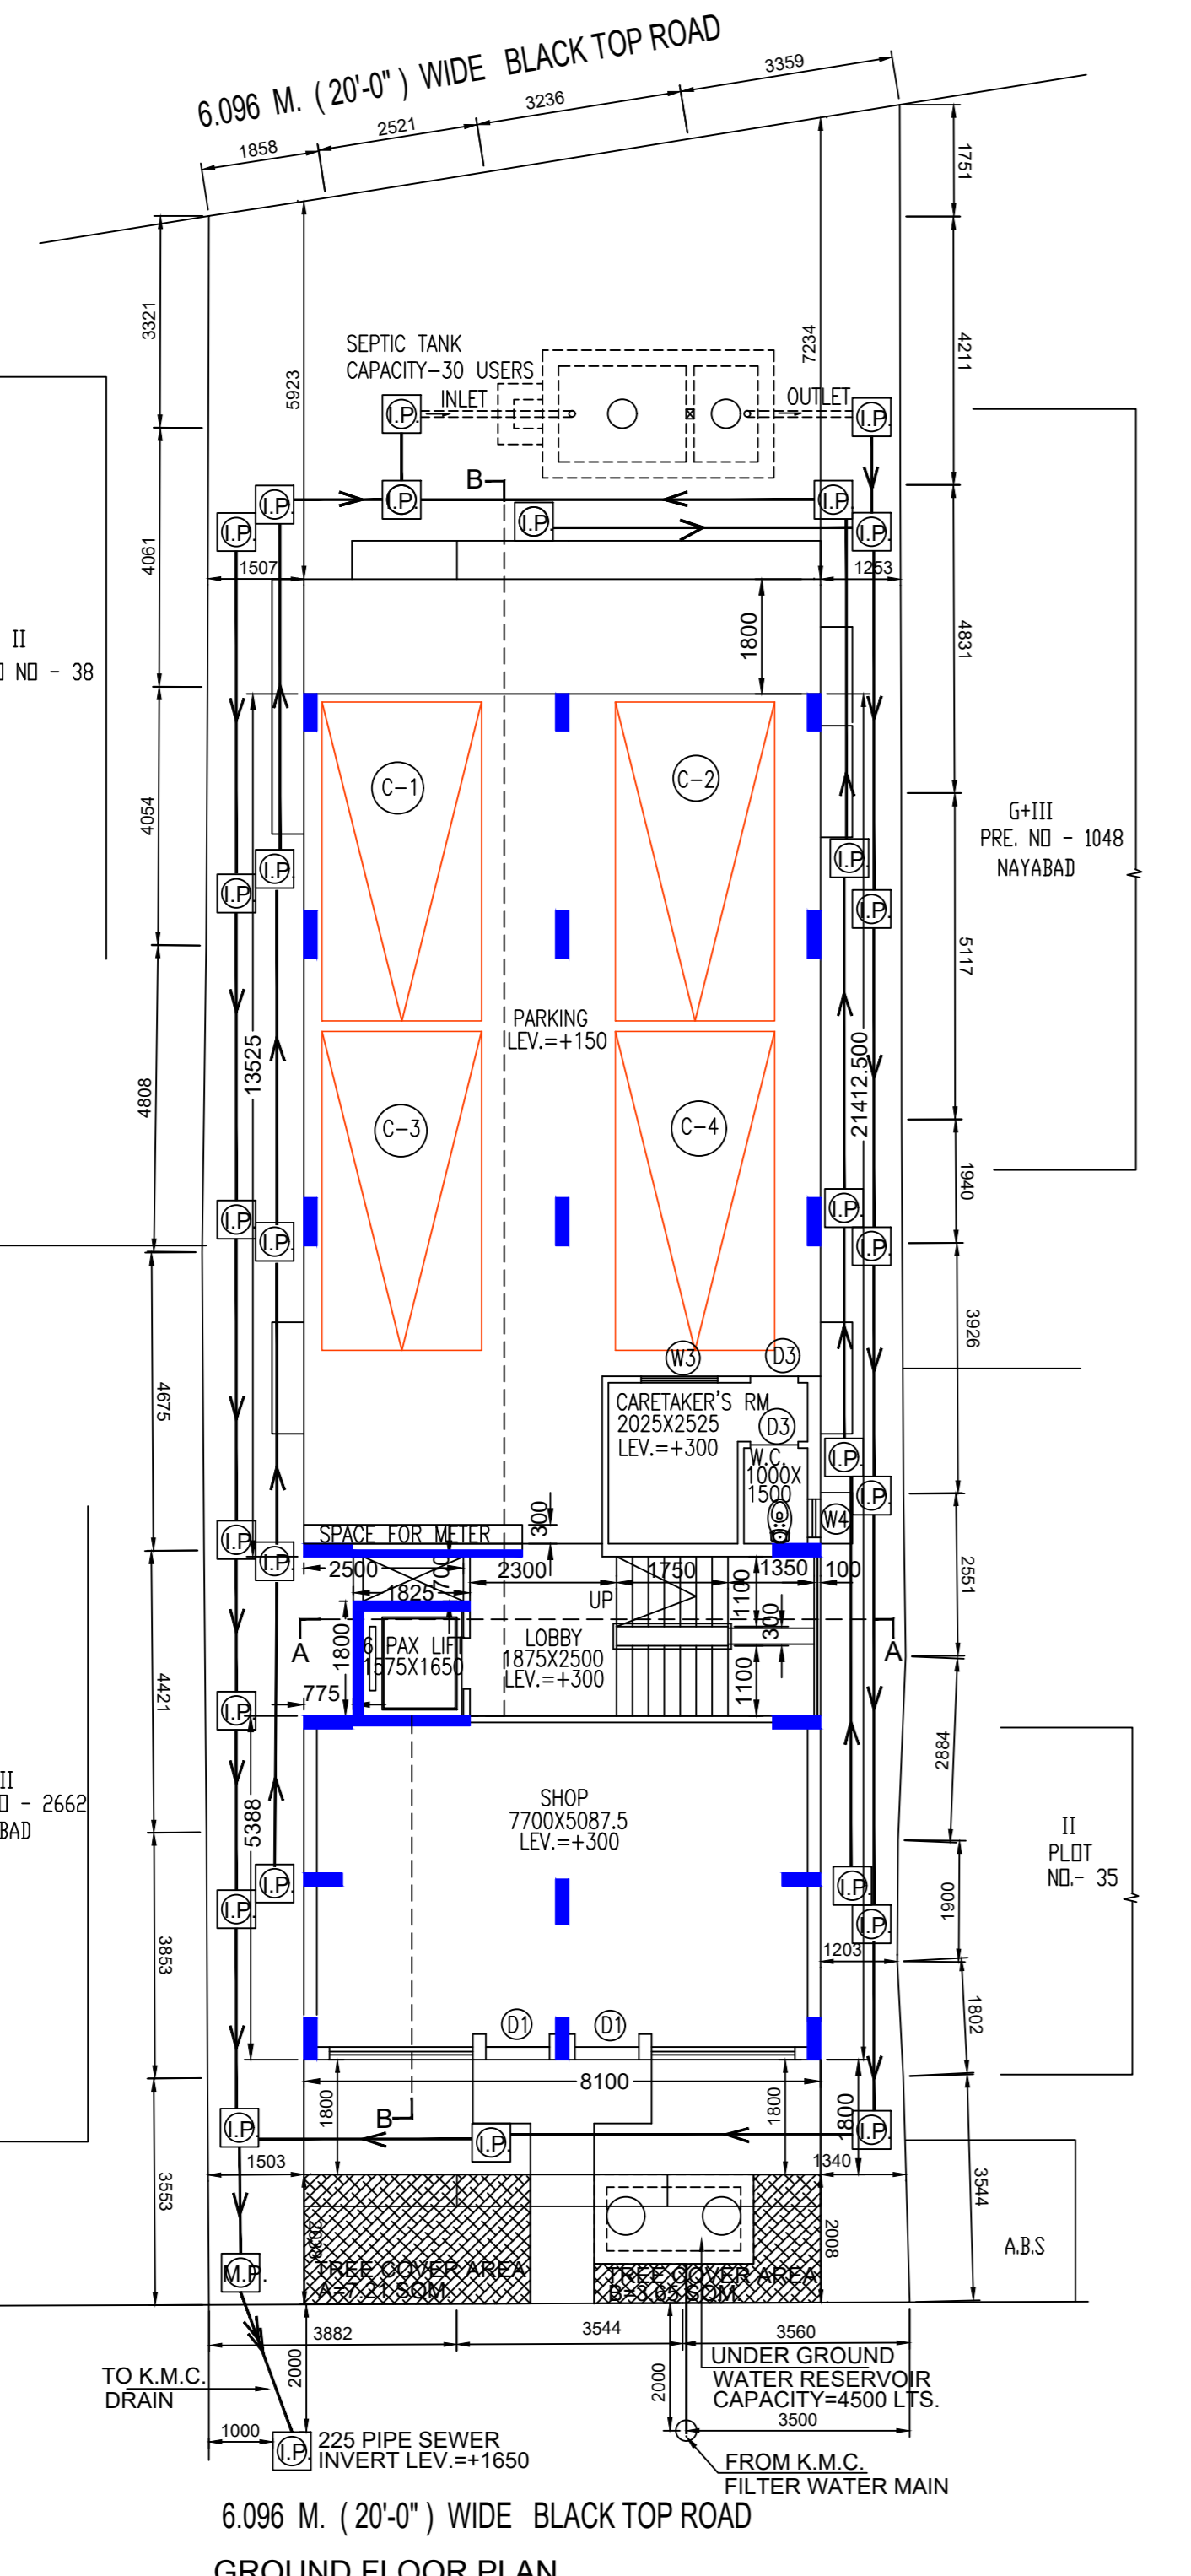 6.096 M. ( 20'-0" ) WIDE BLACK TOP ROAD
1858
2521
3236
3359
1751
3321
4211
5923
7234
SEPTIC TANK
CAPACITY-30 USERS
INLET
OUTLET
I.P.
I.P.
B
I.P.
I.P.
I.P.
I.P.
I.P.
I.P.
4061
1507
1253
4831
1800
II
NO - 38
4054
C-1
C-2
G+III
PRE. NO - 1048
NAYABAD
I.P.
I.P.
I.P.
I.P.
5117
PARKING
LEV.=+150
13525
21412.500
4808
C-3
C-4
1940
I.P.
I.P.
I.P.
I.P.
3926
W3
D3
4675
CARETAKER'S RM
2025X2525
LEV.=+300
D3
W.C.
1000X
1500
I.P.
I.P.
W4
SPACE FOR METER
300
I.P.
I.P.
2500
700
2300
1750
1350
100
2551
1825
UP
1100
300
A
A
1800
6 PAX LIFT
1575X1650
LOBBY
1875X2500
LEV.=+300
1100
775
I.P.
4421
2884
II
- 2662
BAD
5388
SHOP
7700X5087.5
LEV.=+300
II
PLOT
NO.- 35
I.P.
I.P.
I.P.
I.P.
1900
3853
1203
1802
D1
D1
8100
1800
1800
1800
B
I.P.
I.P.
I.P.
1503
1340
3553
3544
2008
A.B.S
M.P.
TREE COVER AREA
A=7.21 SQM.
TREE COVER AREA
B=3.65 SQM.
3882
3544
3560
2000
2000
UNDER GROUND
WATER RESERVOIR
CAPACITY=4500 LTS.
TO K.M.C.
DRAIN
3500
1000
I.P.
225 PIPE SEWER
INVERT LEV.=+1650
FROM K.M.C.
FILTER WATER MAIN
6.096 M. ( 20'-0" ) WIDE BLACK TOP ROAD
GROUND FLOOR PLAN